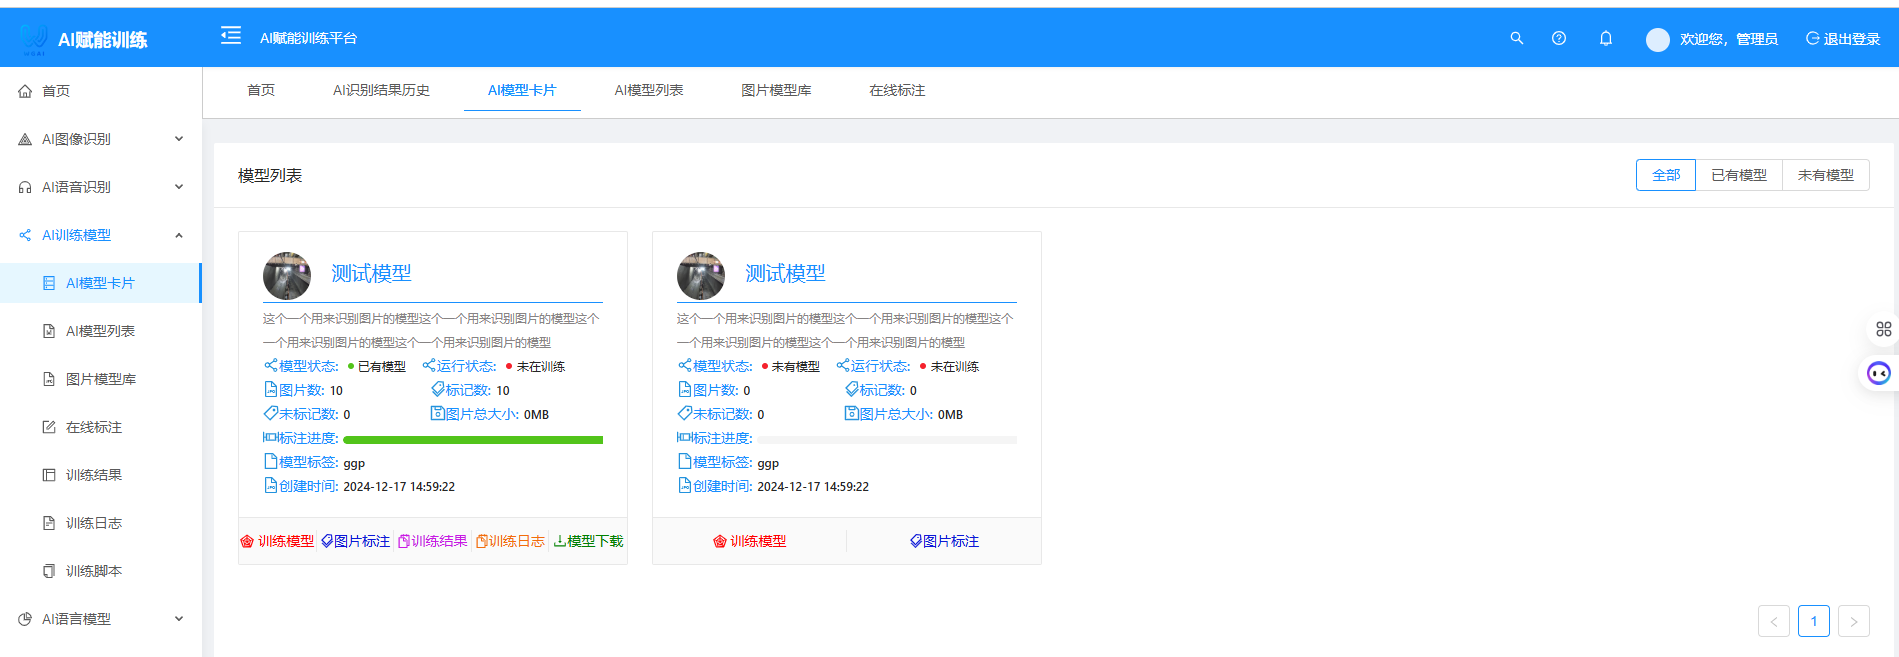 AI赋能训练
AI赋能训练平台
欢迎您，管理员
退出登录
首页
AI图像识别
AI语音识别
AI训练模型
AI模型卡片
AI模型列表
图片模型库
在线标注
训练结果
训练日志
训练脚本
AI语言模型
首页 AI识别结果历史 AI模型卡片 AI模型列表 图片模型库 在线标注
模型列表
全部 已有模型 未有模型
测试模型
这个一个用来识别图片的模型这个一个用来识别图片的模型这个
一个用来识别图片的模型这个一个用来识别图片的模型
模型状态: 已有模型 运行状态: 未在训练
图片数: 10 标记数: 10
未标记数: 0 图片总大小: 0MB
标注进度:
模型标签: ggp
创建时间: 2024-12-17 14:59:22
训练模型 图片标注 训练结果 训练日志 模型下载
测试模型
这个一个用来识别图片的模型这个一个用来识别图片的模型这个
一个用来识别图片的模型这个一个用来识别图片的模型
模型状态: 未有模型 运行状态: 未在训练
图片数: 0 标记数: 0
未标记数: 0 图片总大小: 0MB
标注进度:
模型标签: ggp
创建时间: 2024-12-17 14:59:22
训练模型 图片标注
1